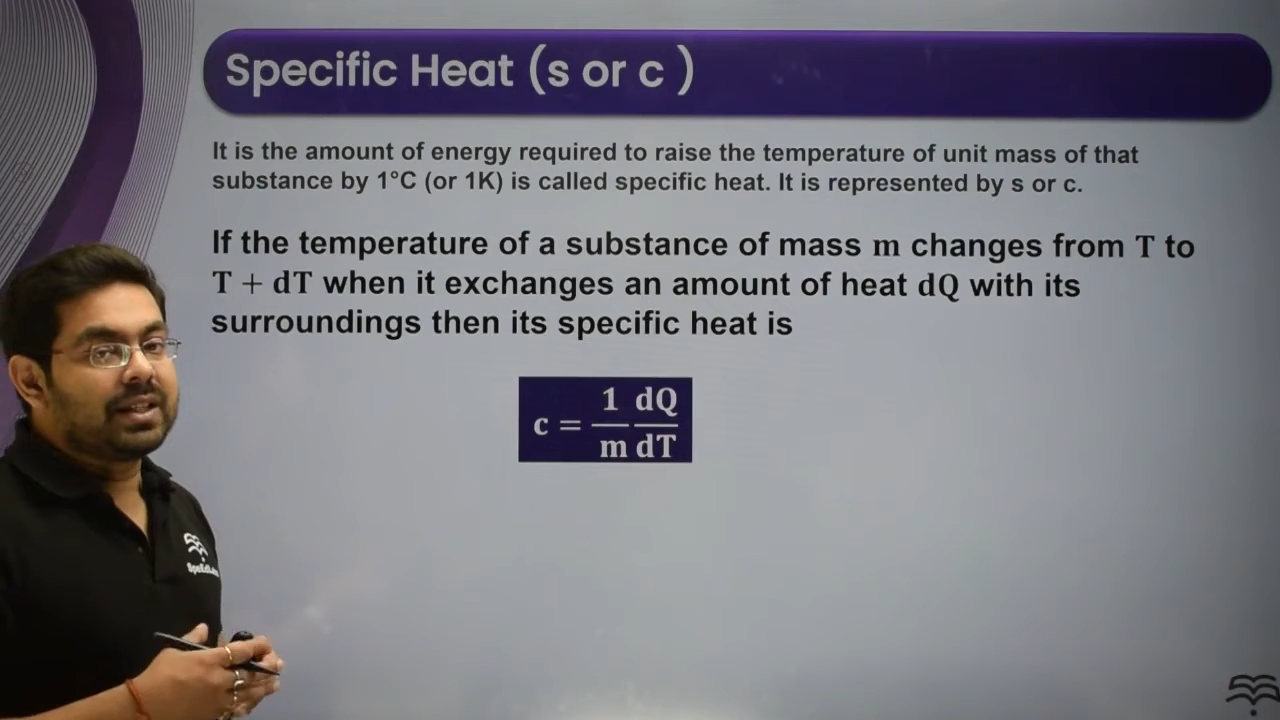 Specific Heat (s or c )
It is the amount of energy required to raise the temperature of unit mass of that
substance by 1°C (or 1K) is called specific heat. It is represented by s or c.
If the temperature of a substance of mass m changes from T to
T + dT when it exchanges an amount of heat dQ with its
surroundings then its specific heat is
c = 1/m dQ/dT